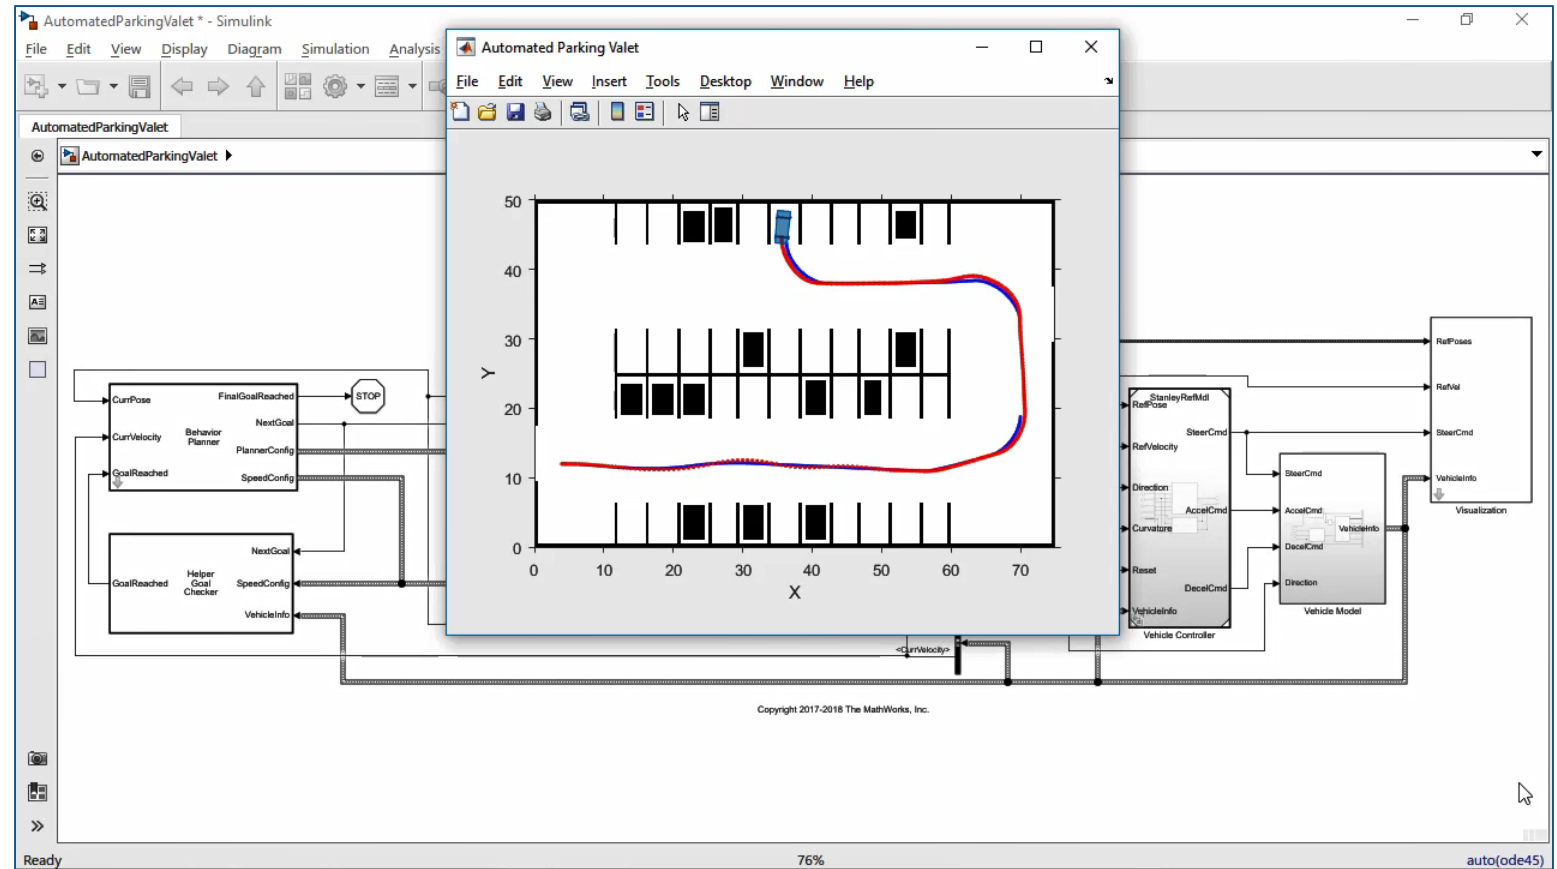 AutomatedParkingValet * - Simulink
File Edit View Display Diagram Simulation Analysis
AutomatedParkingValet
AutomatedParkingValet
Automated Parking Valet
File Edit View Insert Tools Desktop Window Help
50
40
30
20
10
0
Y
0 10 20 30 40 50 60 70
X
CurrPose
CurrVelocity
GoalReached
Behavior
Planner
FinalGoalReached
NextGoal
PlannerConfig
SpeedConfig
STOP
GoalReached
Helper
Goal
Checker
NextGoal
SpeedConfig
VehicleInfo
<CurrVelocity>
StanleyRefMdl
RefPose
RefVelocity
Direction
Curvature
Reset
VehicleInfo
SteerCmd
AccelCmd
DecelCmd
Vehicle Controller
SteerCmd
AccelCmd
DecelCmd
Direction
VehicleInfo
Vehicle Model
RefPoses
RefVel
SteerCmd
VehicleInfo
Visualization
Copyright 2017-2018 The MathWorks, Inc.
Ready 76% auto(ode45)